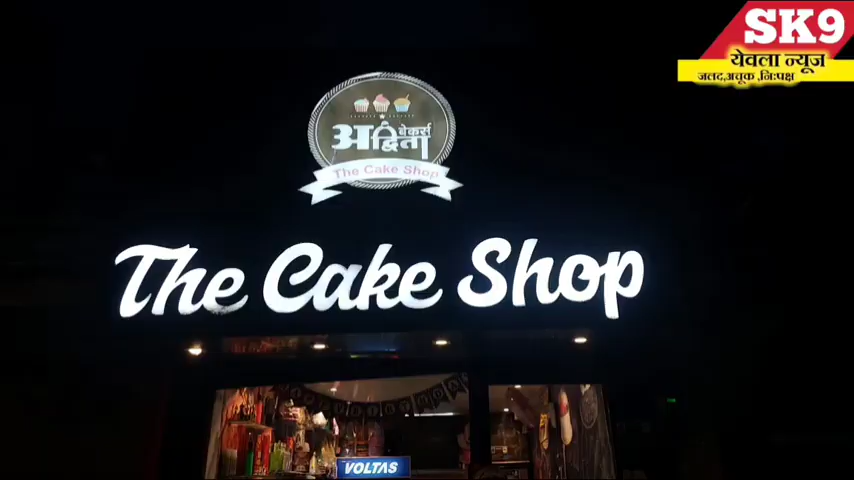 SK9
येवला न्यूज
जलद,अचूक ,नि:पक्ष
अद्विता
बेकर्स
The Cake Shop
The Cake Shop
VOLTAS